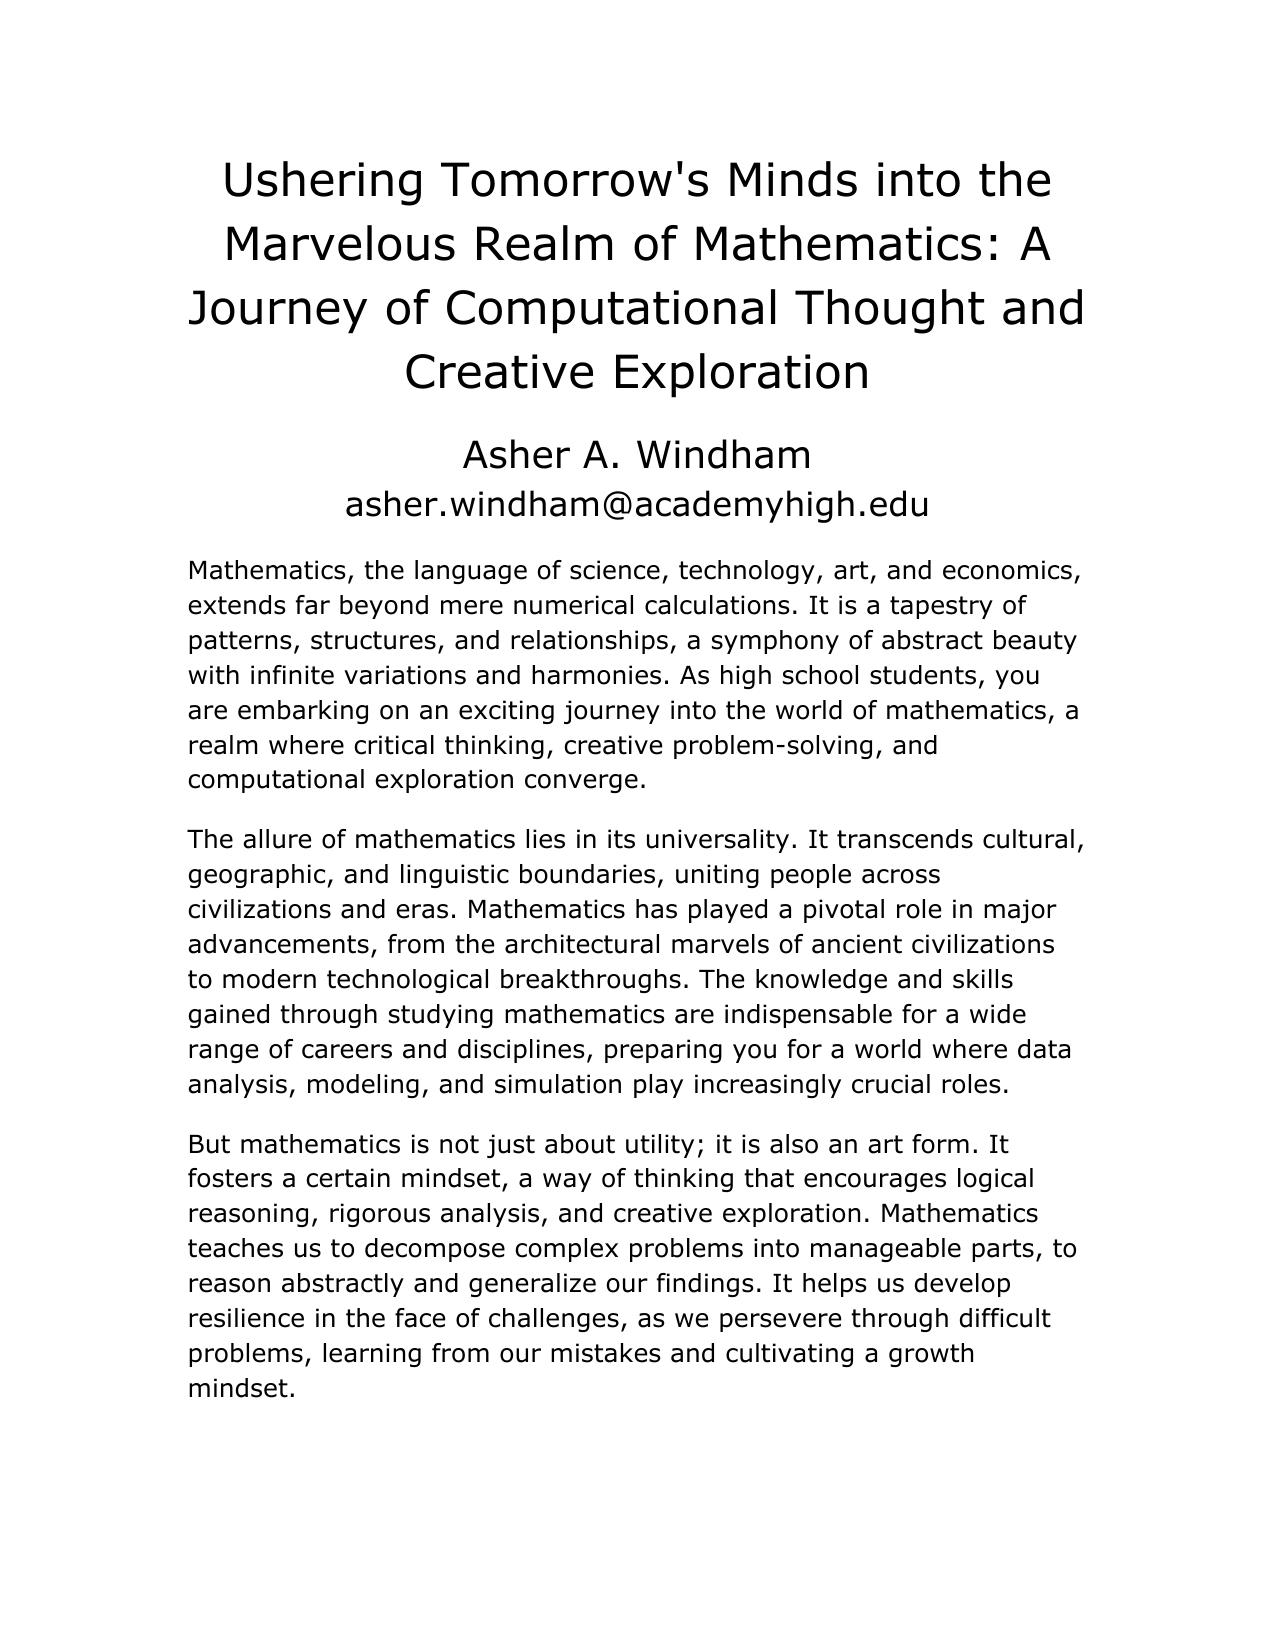 Ushering Tomorrow's Minds into the
Marvelous Realm of Mathematics: A
Journey of Computational Thought and
Creative Exploration
Asher A. Windham
asher.windham@academyhigh.edu
Mathematics, the language of science, technology, art, and economics,
extends far beyond mere numerical calculations. It is a tapestry of
patterns, structures, and relationships, a symphony of abstract beauty
with infinite variations and harmonies. As high school students, you
are embarking on an exciting journey into the world of mathematics, a
realm where critical thinking, creative problem-solving, and
computational exploration converge.
The allure of mathematics lies in its universality. It transcends cultural,
geographic, and linguistic boundaries, uniting people across
civilizations and eras. Mathematics has played a pivotal role in major
advancements, from the architectural marvels of ancient civilizations
to modern technological breakthroughs. The knowledge and skills
gained through studying mathematics are indispensable for a wide
range of careers and disciplines, preparing you for a world where data
analysis, modeling, and simulation play increasingly crucial roles.
But mathematics is not just about utility; it is also an art form. It
fosters a certain mindset, a way of thinking that encourages logical
reasoning, rigorous analysis, and creative exploration. Mathematics
teaches us to decompose complex problems into manageable parts, to
reason abstractly and generalize our findings. It helps us develop
resilience in the face of challenges, as we persevere through difficult
problems, learning from our mistakes and cultivating a growth
mindset.